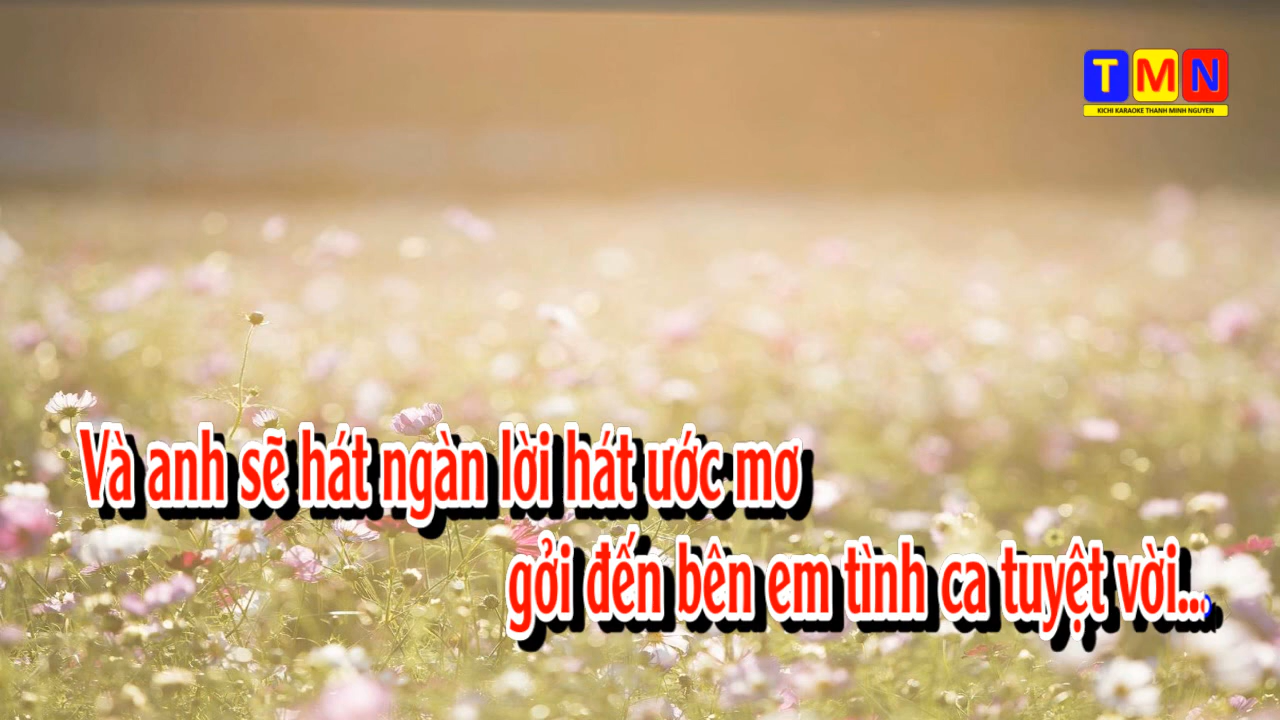 TMN
KICHI KARAOKE THANH MINH NGUYEN
Và anh sẽ hát ngàn lời hát ước mơ
gởi đến bên em tình ca tuyệt vời...